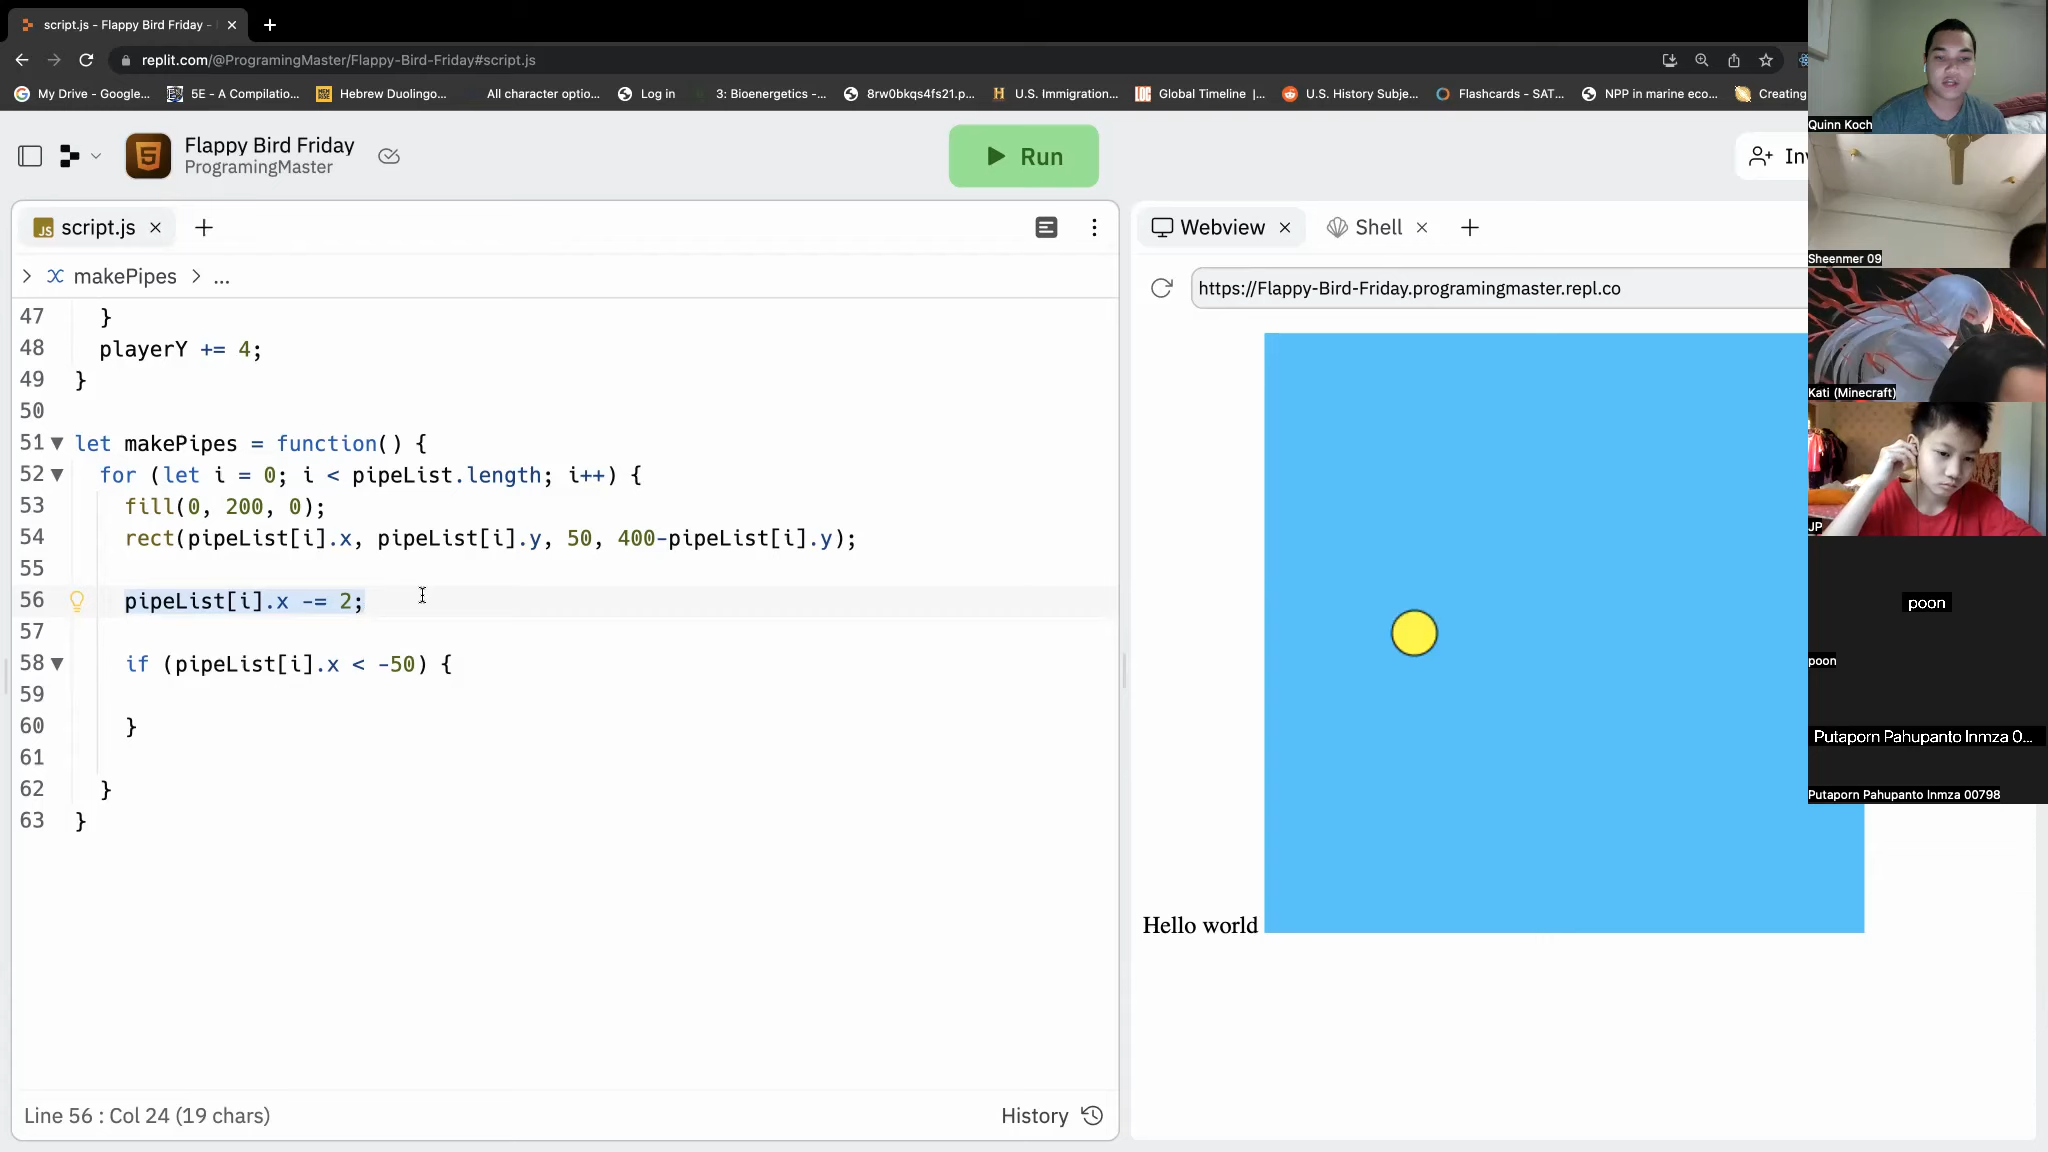 script.js - Flappy Bird Friday -
replit.com/@ProgramingMaster/Flappy-Bird-Friday#script.js
My Drive - Google...
5E - A Compilatio...
Hebrew Duolingo...
All character optio...
Log in
3: Bioenergetics -...
8rw0bkqs4fs21.p...
U.S. Immigration...
Global Timeline |...
U.S. History Subje...
Flashcards - SAT...
NPP in marine eco...
Creating
Flappy Bird Friday
ProgramingMaster
Run
Inv
script.js
makePipes > ...
47 }
48 playerY += 4;
49 }
50
51 let makePipes = function() {
52 for (let i = 0; i < pipeList.length; i++) {
53 fill(0, 200, 0);
54 rect(pipeList[i].x, pipeList[i].y, 50, 400-pipeList[i].y);
55
56 pipeList[i].x -= 2;
57
58 if (pipeList[i].x < -50) {
59
60 }
61
62 }
63 }
Line 56 : Col 24 (19 chars)
History
Webview
Shell
https://Flappy-Bird-Friday.programingmaster.repl.co
Hello world
Quinn Koch
Sheenmer 09
Kati (Minecraft)
JP
poon
poon
Putaporn Pahupanto Inmza 0...
Putaporn Pahupanto Inmza 00798